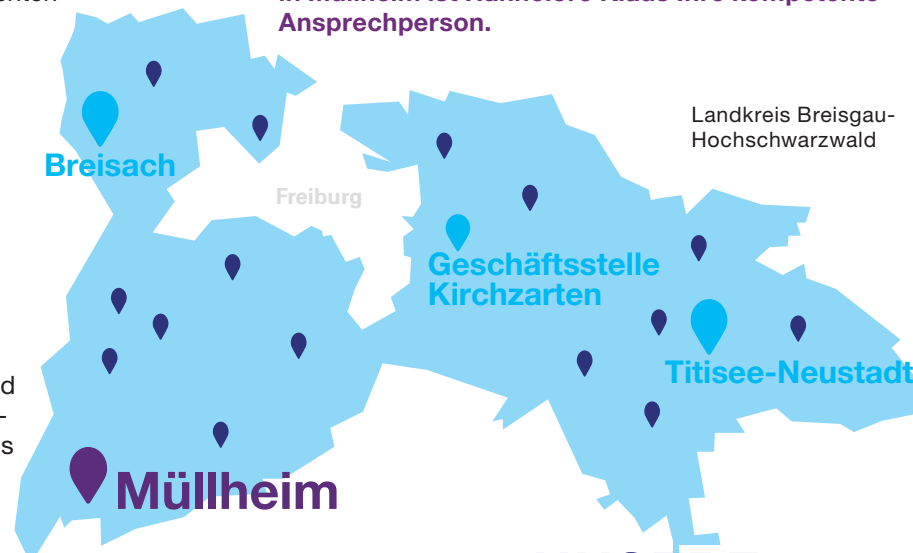 Ansprechperson.
Landkreis Breisgau-
Hochschwarzwald
Breisach
Freiburg
Geschäftsstelle
Kirchzarten
Titisee-Neustadt
d
-
s
Müllheim